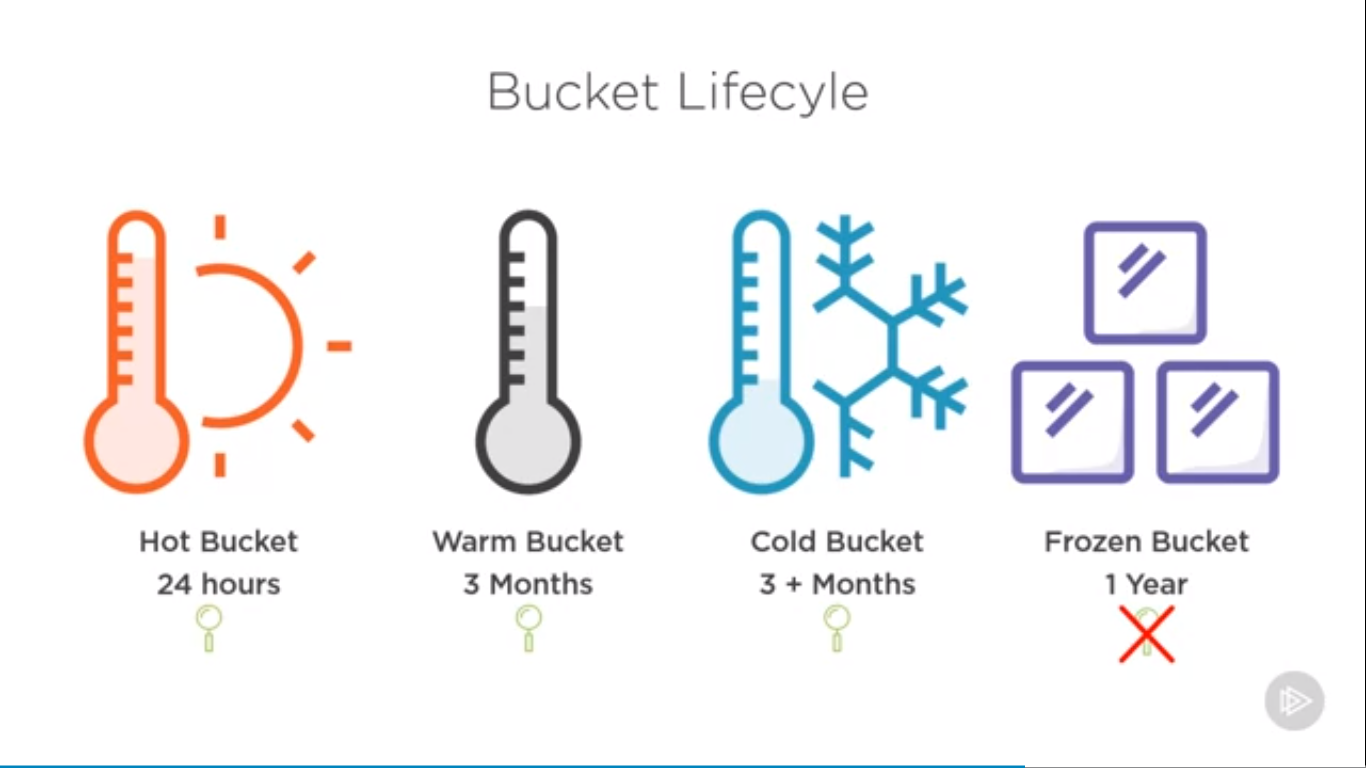 Bucket Lifecyle
Hot Bucket
24 hours
Warm Bucket
3 Months
Cold Bucket
3 + Months
Frozen Bucket
1 Year